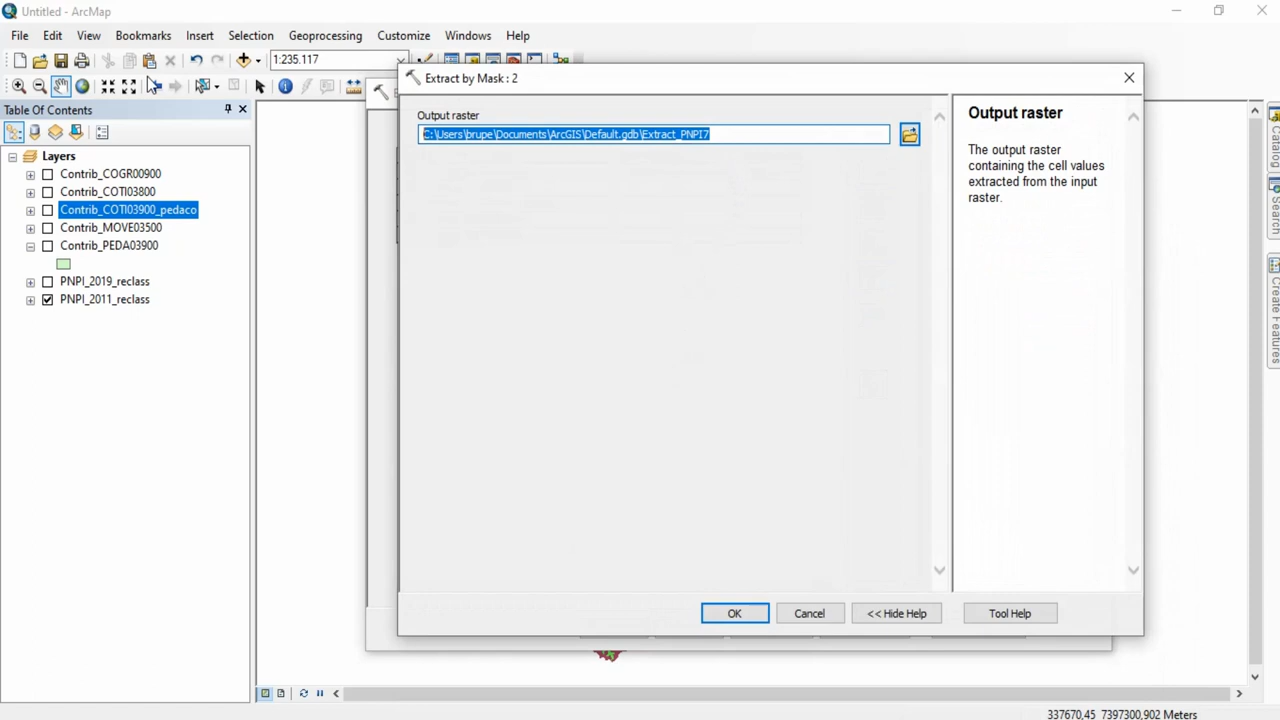 Untitled - ArcMap
File Edit View Bookmarks Insert Selection Geoprocessing Customize Windows Help
1:235.117
Table Of Contents
Layers
Contrib_COGR00900
Contrib_COTI03800
Contrib_COTI03900_pedaco
Contrib_MOVE03500
Contrib_PEDA03900
PNPI_2019_reclass
PNPI_2011_reclass
Extract by Mask : 2
Output raster
C:\Users\brupe\Documents\ArcGIS\Default.gdb\Extract_PNPI7
Output raster
The output raster
containing the cell values
extracted from the input
raster.
OK Cancel << Hide Help Tool Help
Catalog
Search
Create Features
337670,45 7397300,902 Meters